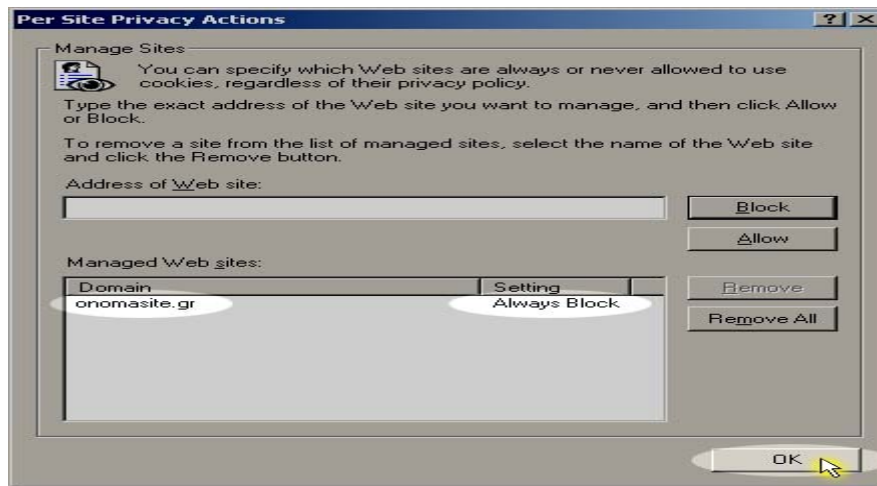 Per Site Privacy Actions
Manage Sites
You can specify which Web sites are always or never allowed to use
cookies, regardless of their privacy policy.
Type the exact address of the Web site you want to manage, and then click Allow
or Block.
To remove a site from the list of managed sites, select the name of the Web site
and click the Remove button.
Address of Web site:
Block
Allow
Managed Web sites:
Domain Setting
Remove
onomasite.gr Always Block
Remove All
OK